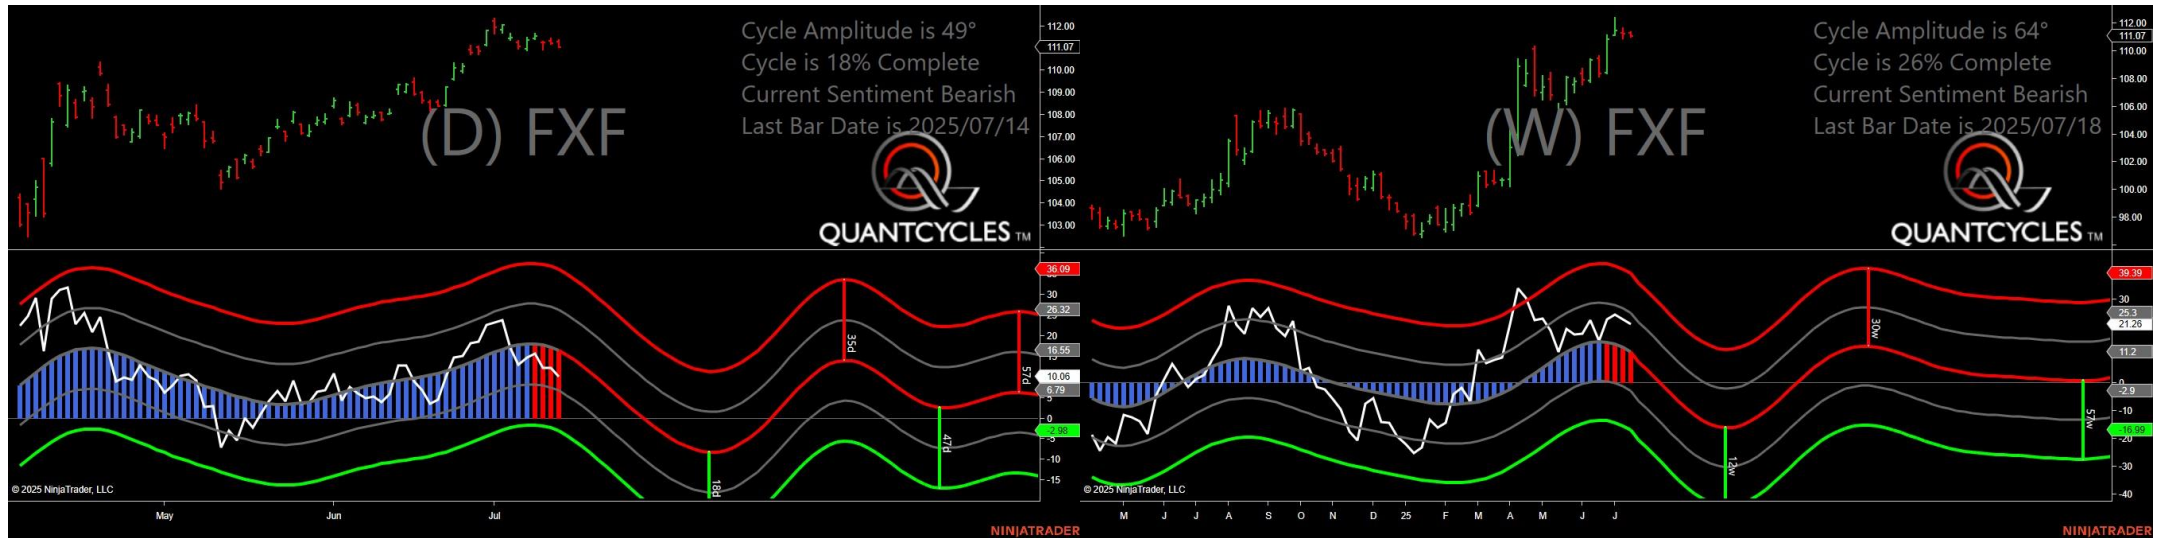 Cycle Amplitude is 49°
Cycle is 18% Complete
Current Sentiment Bearish
Last Bar Date is 2025/07/14
(D) FXF
QUANTCYCLES TM
112.00
111.07
110.00
109.00
108.00
107.00
106.00
105.00
104.00
103.00
36.09
30
26.32
20
16.55
10.06
6.79
0
-2.98
-5
-10
-15
35d
57d
47d
18d
© 2025 NinjaTrader, LLC
May
Jun
Jul
NINJATRADER
Cycle Amplitude is 64°
Cycle is 26% Complete
Current Sentiment Bearish
Last Bar Date is 2025/07/18
(W) FXF
QUANTCYCLES TM
112.00
111.07
110.00
108.00
106.00
104.00
102.00
100.00
98.00
39.39
30
25.3
21.26
11.2
0
-2.9
-10
-16.99
-20
-30
-40
30w
57w
12w
© 2025 NinjaTrader, LLC
M J J A S O N D 25 F M A M J J
NINJATRADER